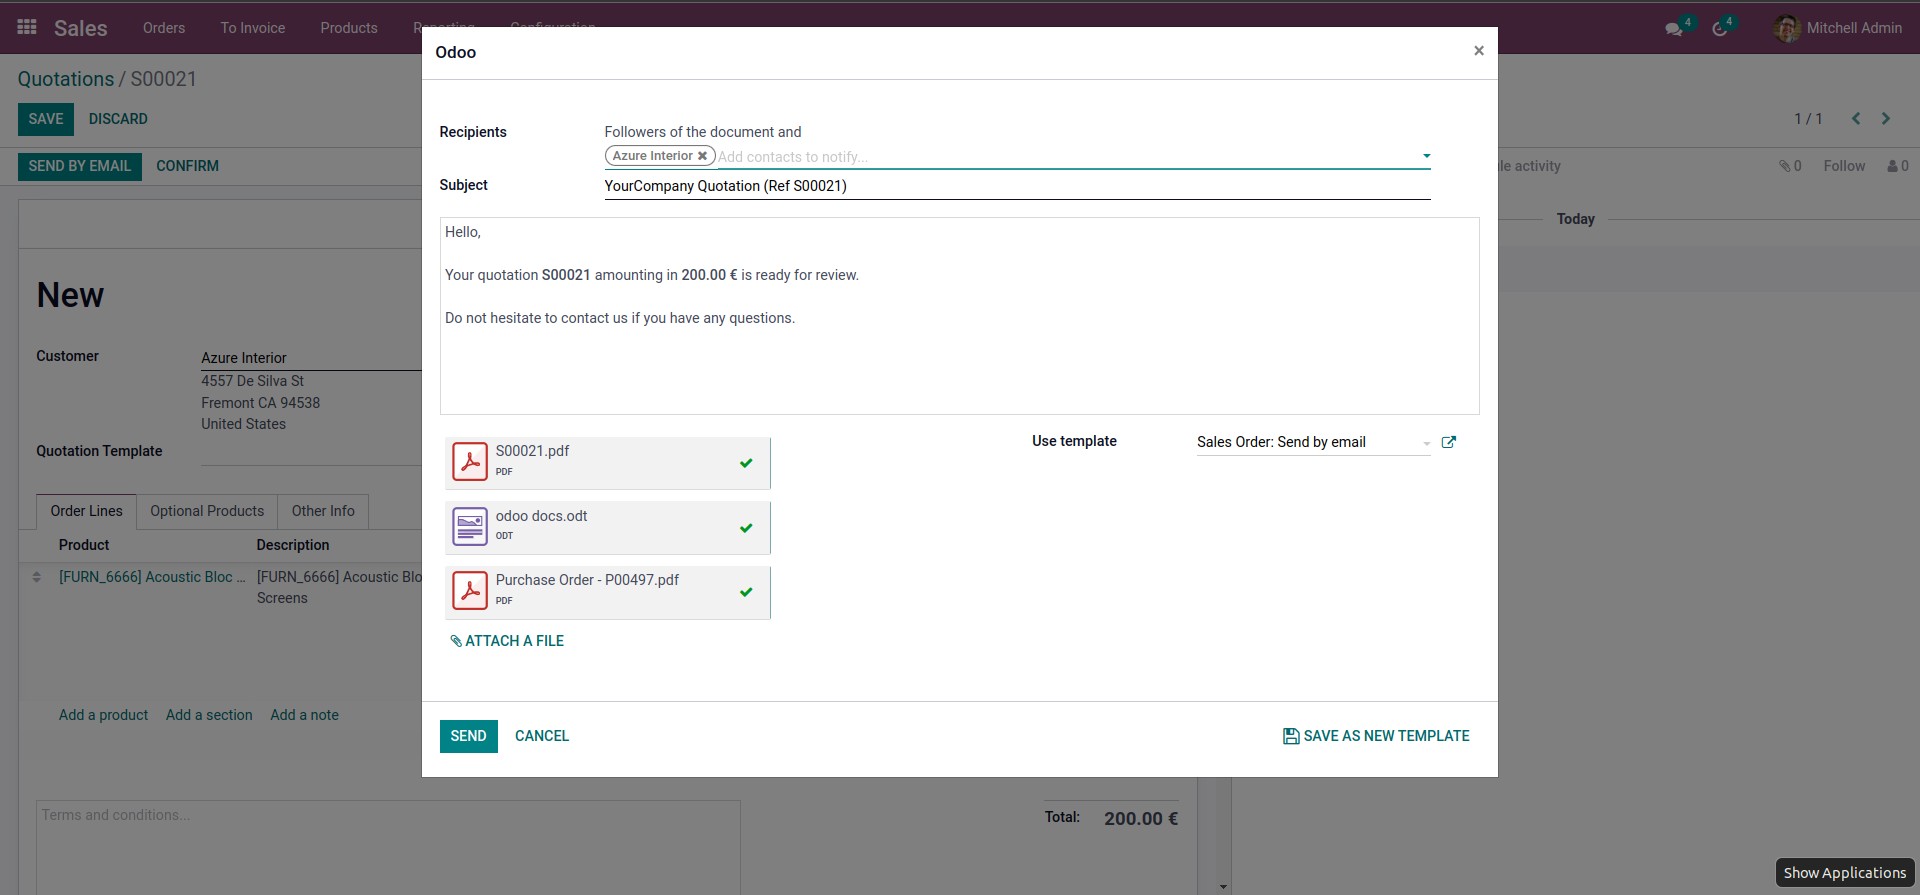 Sales
Orders
To Invoice
Products
Reporting
Configuration
4
4
Mitchell Admin
Quotations / S00021
SAVE
DISCARD
1 / 1
SEND BY EMAIL
CONFIRM
le activity
0
Follow
0
Today
New
Customer
Azure Interior
4557 De Silva St
Fremont CA 94538
United States
Quotation Template
Order Lines
Optional Products
Other Info
Product
Description
[FURN_6666] Acoustic Bloc ...
[FURN_6666] Acoustic Blo
Screens
Add a product
Add a section
Add a note
Terms and conditions...
Total:
200.00 €
Odoo
×
Recipients
Followers of the document and
Azure Interior
Add contacts to notify...
Subject
YourCompany Quotation (Ref S00021)
Hello,
Your quotation S00021 amounting in 200.00 € is ready for review.
Do not hesitate to contact us if you have any questions.
S00021.pdf
PDF
odoo docs.odt
ODT
Purchase Order - P00497.pdf
PDF
ATTACH A FILE
Use template
Sales Order: Send by email
SEND
CANCEL
SAVE AS NEW TEMPLATE
Show Applications